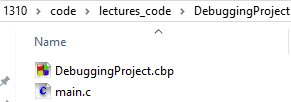 1310 › code › lectures_code › DebuggingProject
Name
DebuggingProject.cbp
main.c